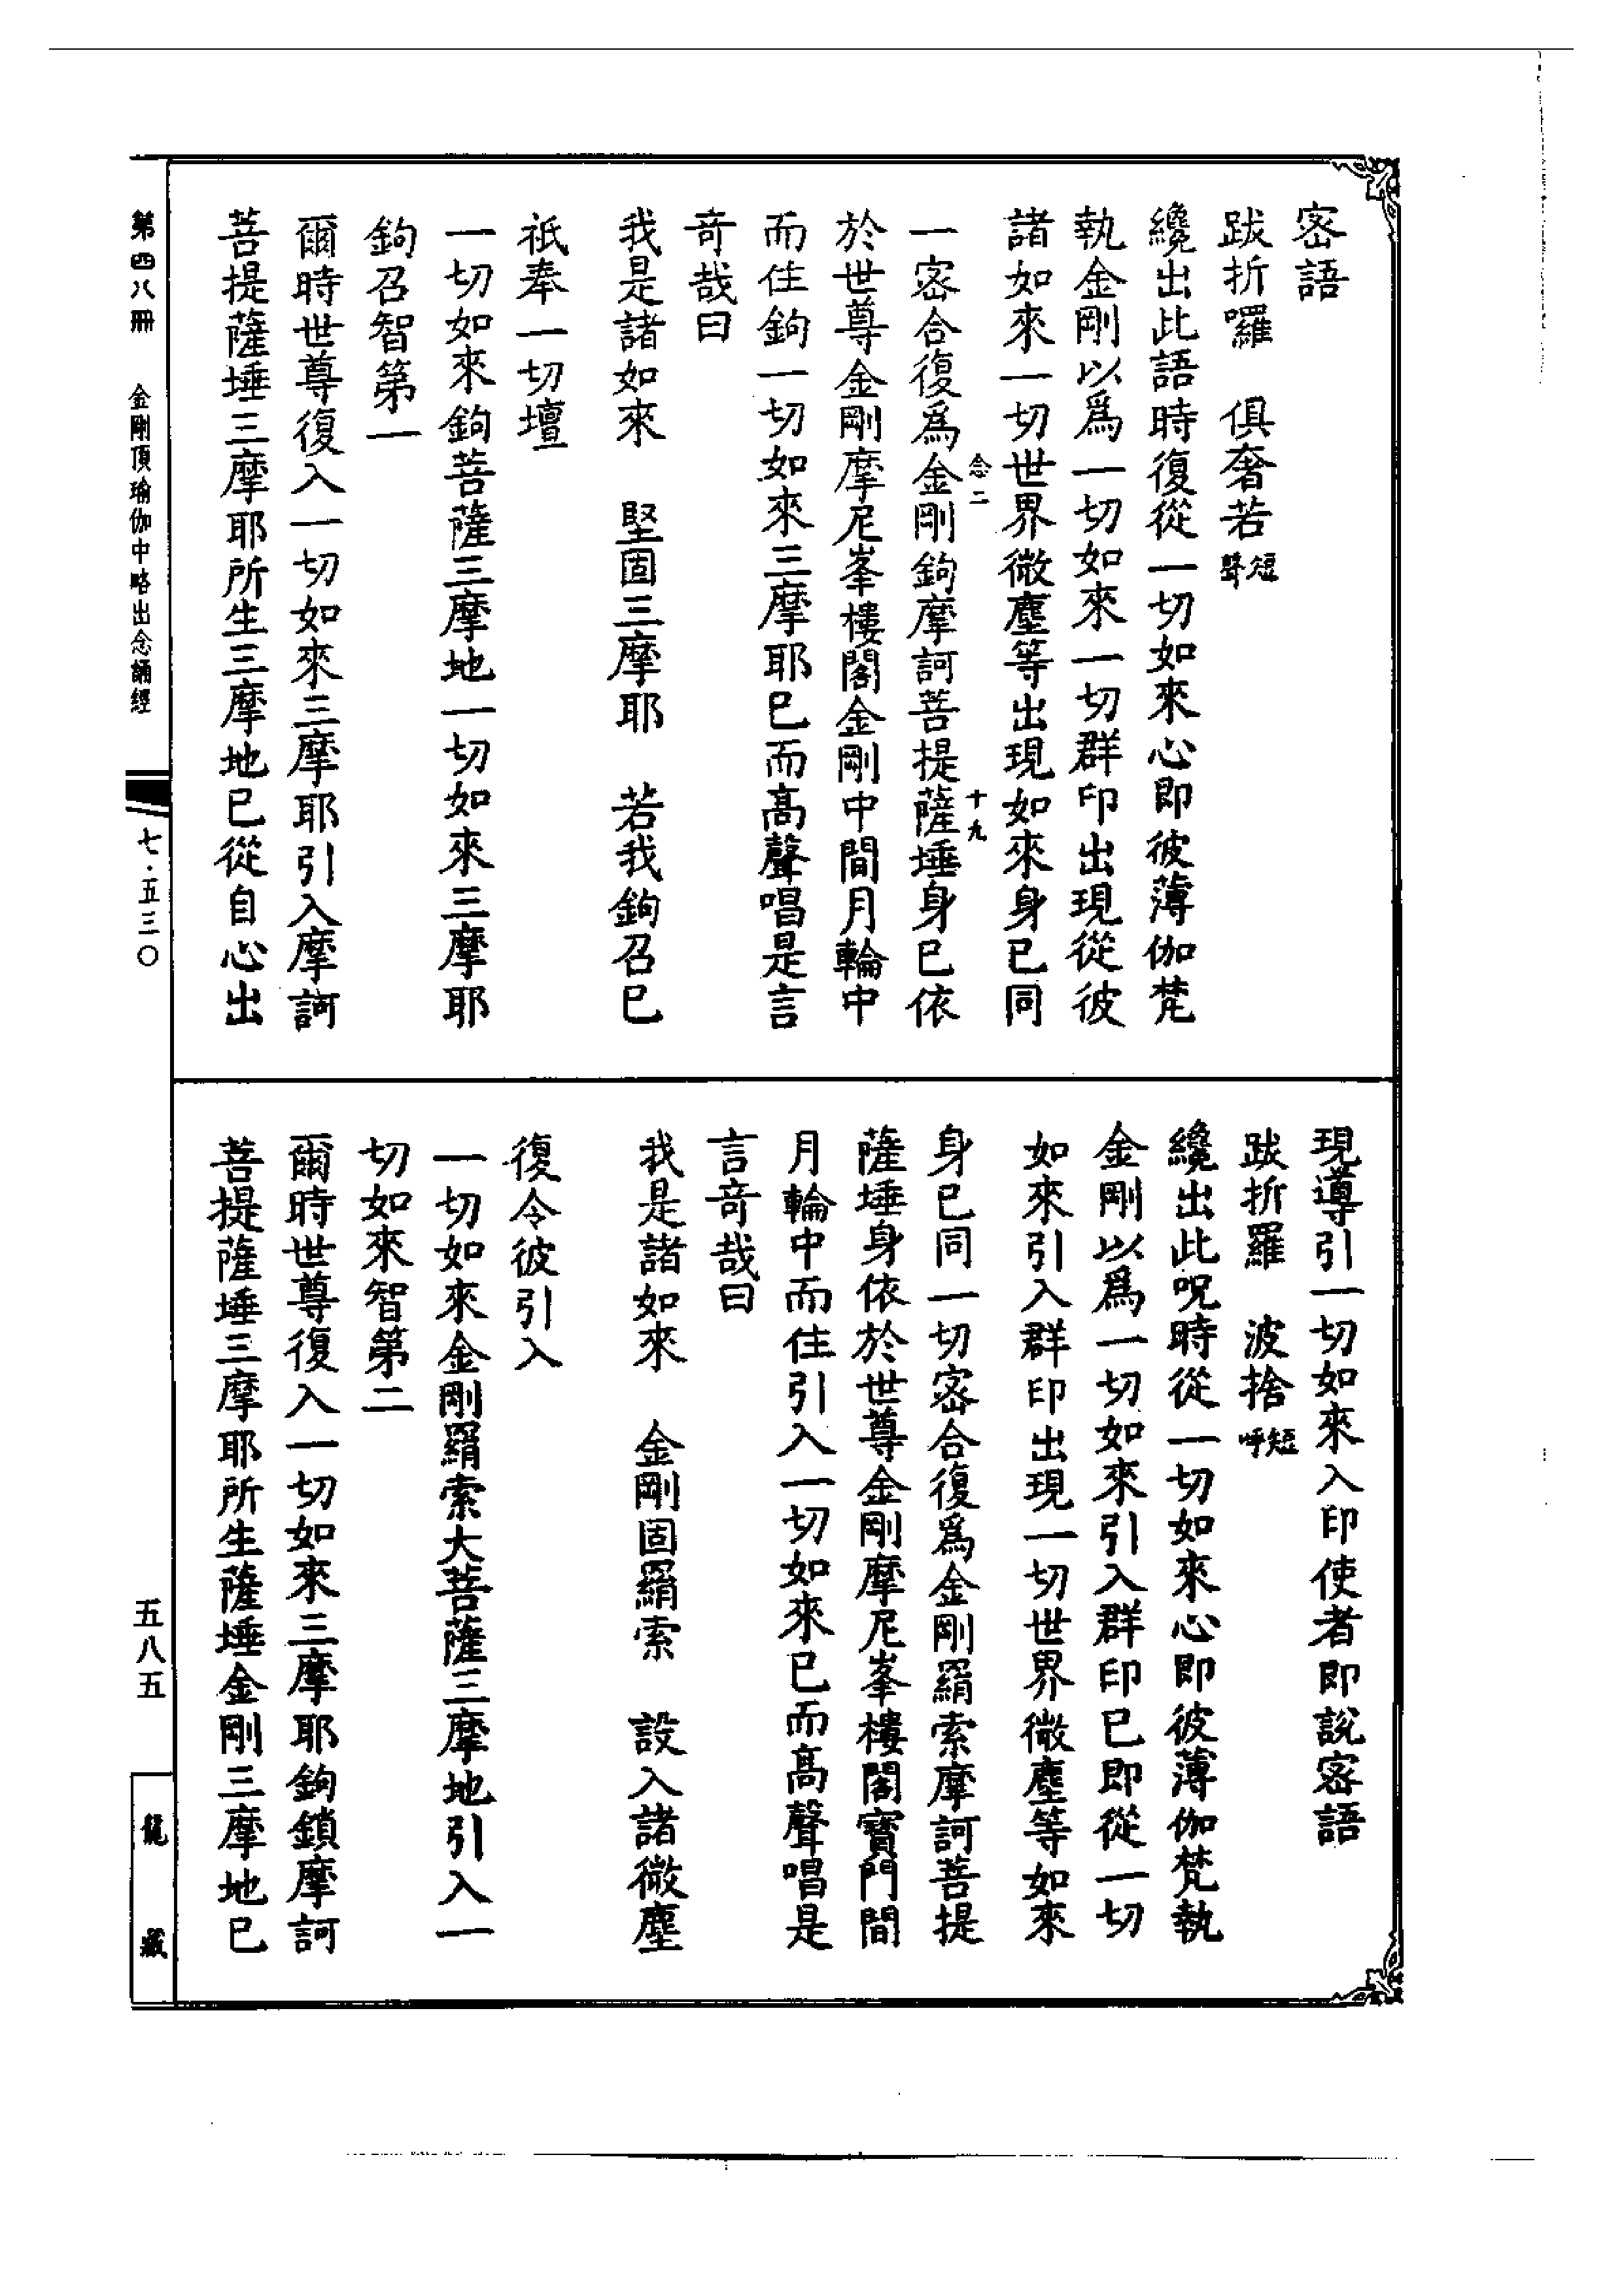 密語
跋折囉　俱奢若短聲
纔出此語時復從一切如來心即彼薄伽梵
執金剛以爲一切如來一切群印出現從彼
諸如來一切世界微塵等出現如來身已同
念二　十九
一密合復爲金剛鉤摩訶菩提薩埵身已依
於世尊金剛摩尼峯樓閣金剛中間月輪中
而住鉤一切如來三摩耶已而高聲唱是言
奇哉曰
我是諸如來　堅固三摩耶　若我鉤召已
祇奉一切壇
一切如來鉤菩薩三摩地一切如來三摩耶
鉤召智第一
爾時世尊復入一切如來三摩耶引入摩訶
菩提薩埵三摩耶所生三摩地已從自心出
現導引一切如來入印使者即說密語
跋折羅　波捨短呼
纔出此呪時從一切如來心即彼薄伽梵執
金剛以爲一切如來引入群印已即從一切
如來引入群印出現一切世界微塵等如來
身已同一切密合復爲金剛羂索摩訶菩提
薩埵身依於世尊金剛摩尼峯樓閣寶門間
月輪中而住引入一切如來已而高聲唱是
言奇哉曰
我是諸如來　金剛固羂索　設入諸微塵
復令彼引入
一切如來金剛羂索大菩薩三摩地引入一
切如來智第二
爾時世尊復入一切如來三摩耶鉤鎖摩訶
菩提薩埵三摩耶所生薩埵金剛三摩地已
第四八冊　金剛頂瑜伽中略出念誦經
七·五三〇
五八五
龍藏